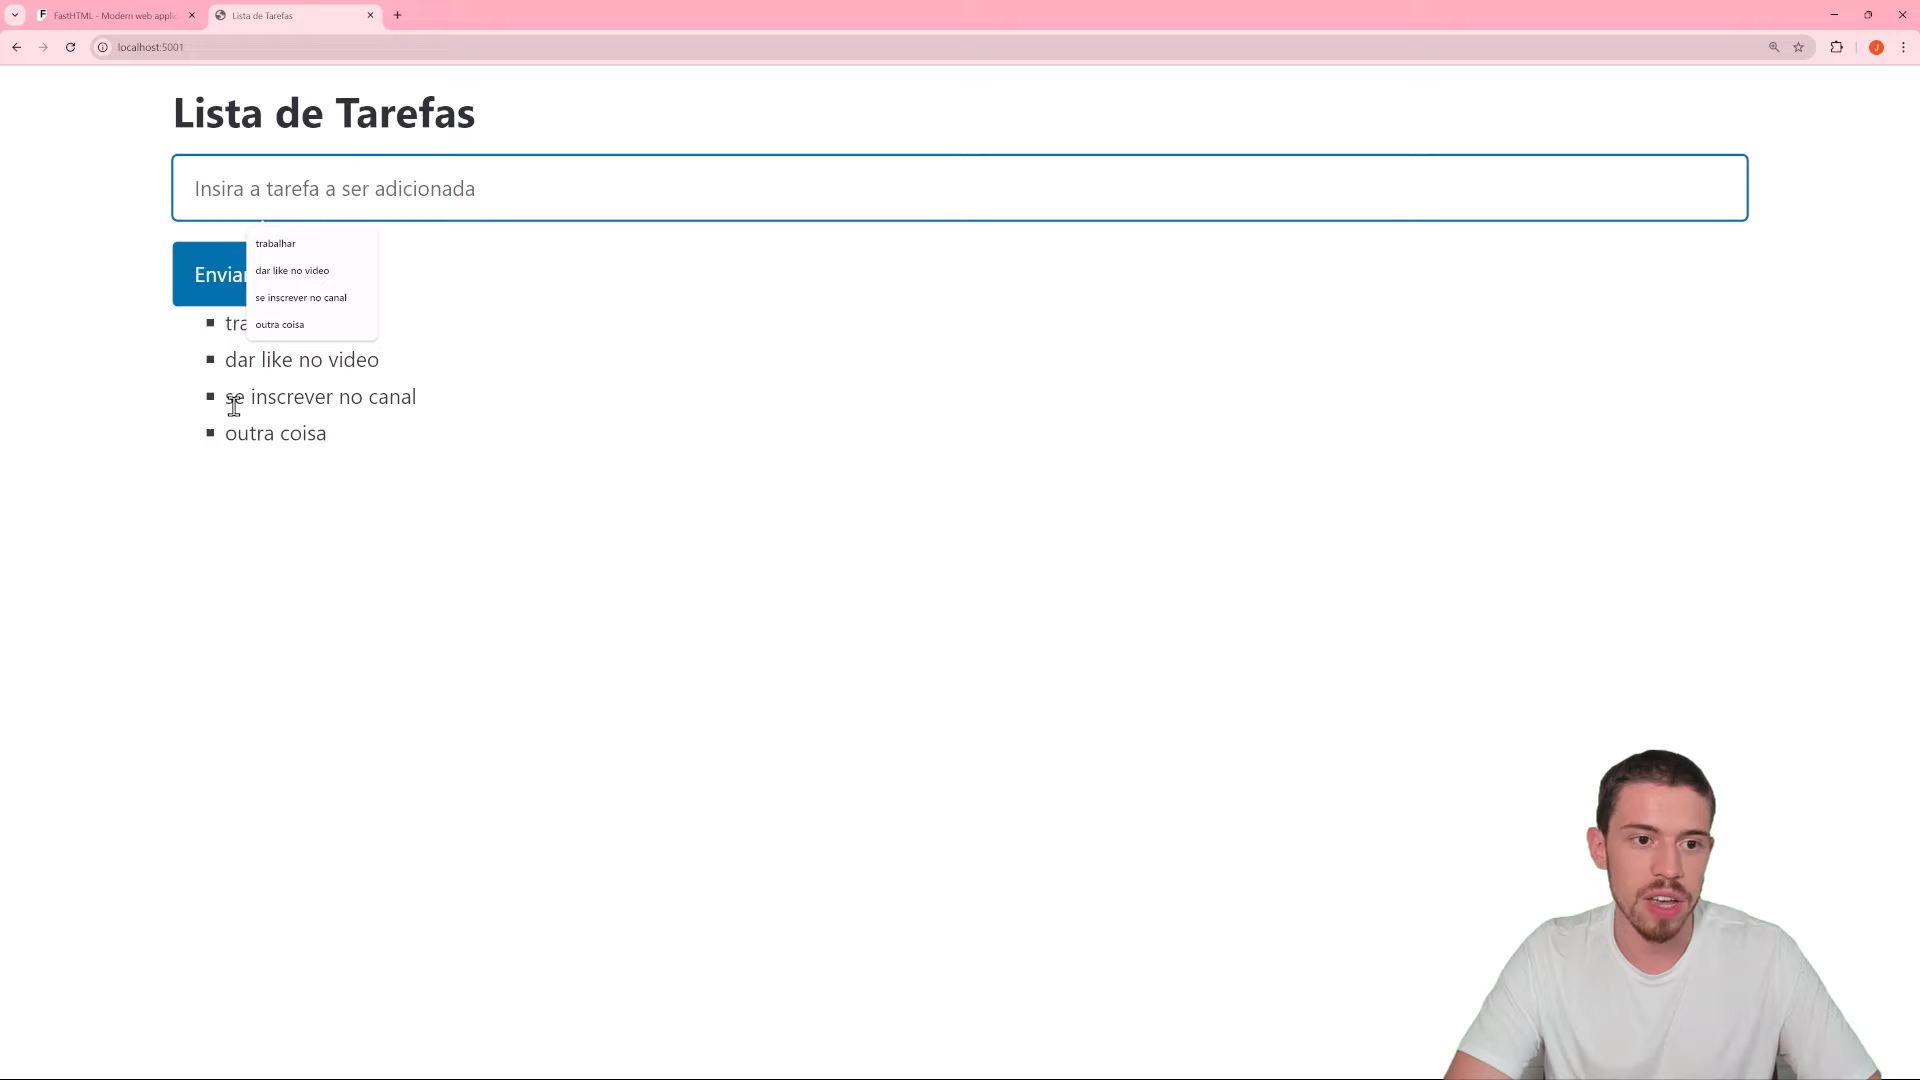 FastHTML - Modern web applic
Lista de Tarefas
localhost:5001
J
Lista de Tarefas
Insira a tarefa a ser adicionada
Enviar
trabalhar
dar like no video
se inscrever no canal
outra coisa
tra
dar like no video
se inscrever no canal
outra coisa